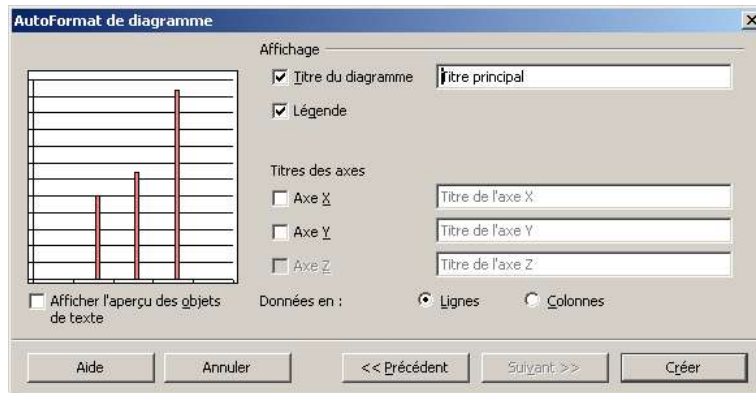 AutoFormat de diagramme
Affichage
Titre du diagramme
Titre principal
Légende
Titres des axes
Axe X
Titre de l'axe X
Axe Y
Titre de l'axe Y
Axe Z
Titre de l'axe Z
Afficher l'aperçu des objets
de texte
Données en :
Lignes
Colonnes
Aide
Annuler
<< Précédent
Suivant >>
Créer